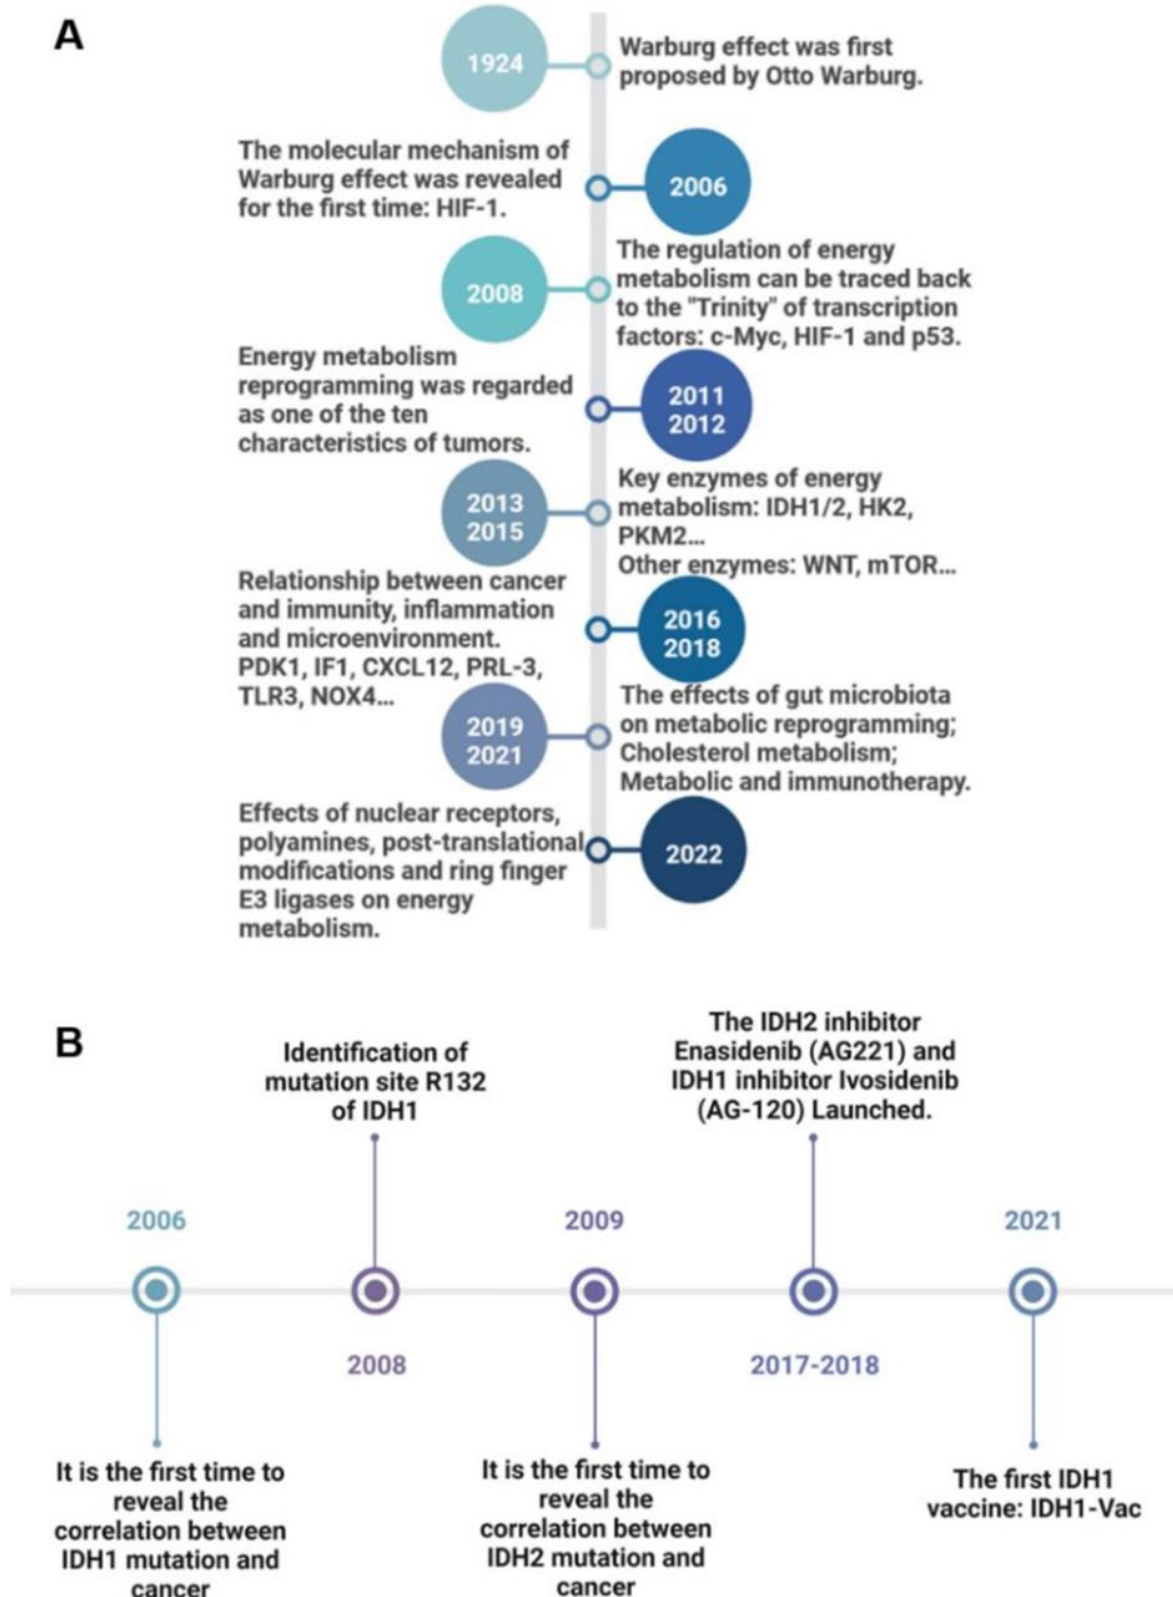 A
1924
Warburg effect was first
proposed by Otto Warburg.
The molecular mechanism of
Warburg effect was revealed
for the first time: HIF-1.
2006
2008
The regulation of energy
metabolism can be traced back
to the "Trinity" of transcription
factors: c-Myc, HIF-1 and p53.
Energy metabolism
reprogramming was regarded
as one of the ten
characteristics of tumors.
2011
2012
2013
2015
Key enzymes of energy
metabolism: IDH1/2, HK2,
PKM2...
Other enzymes: WNT, mTOR...
Relationship between cancer
and immunity, inflammation
and microenvironment.
PDK1, IF1, CXCL12, PRL-3,
TLR3, NOX4...
2016
2018
2019
2021
The effects of gut microbiota
on metabolic reprogramming;
Cholesterol metabolism;
Metabolic and immunotherapy.
Effects of nuclear receptors,
polyamines, post-translational
modifications and ring finger
E3 ligases on energy
metabolism.
2022
B
2006
It is the first time to
reveal the
correlation between
IDH1 mutation and
cancer
Identification of
mutation site R132
of IDH1
2008
2009
It is the first time to
reveal the
correlation between
IDH2 mutation and
cancer
The IDH2 inhibitor
Enasidenib (AG221) and
IDH1 inhibitor Ivosidenib
(AG-120) Launched.
2017-2018
2021
The first IDH1
vaccine: IDH1-Vac